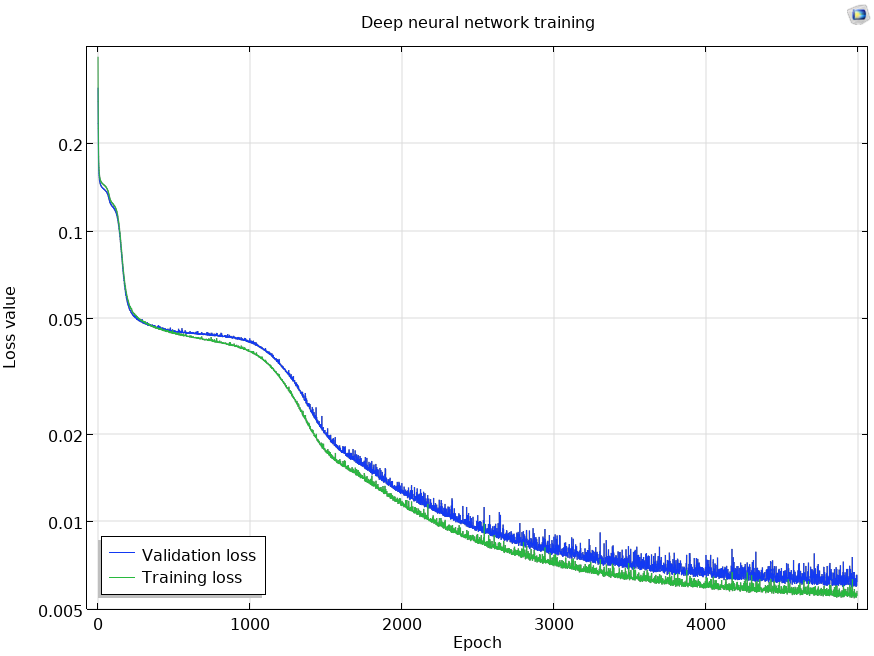 Deep neural network training
0.2
0.1
0.05
0.02
0.01
0.005
Loss value
Validation loss
Training loss
0 1000 2000 3000 4000
Epoch